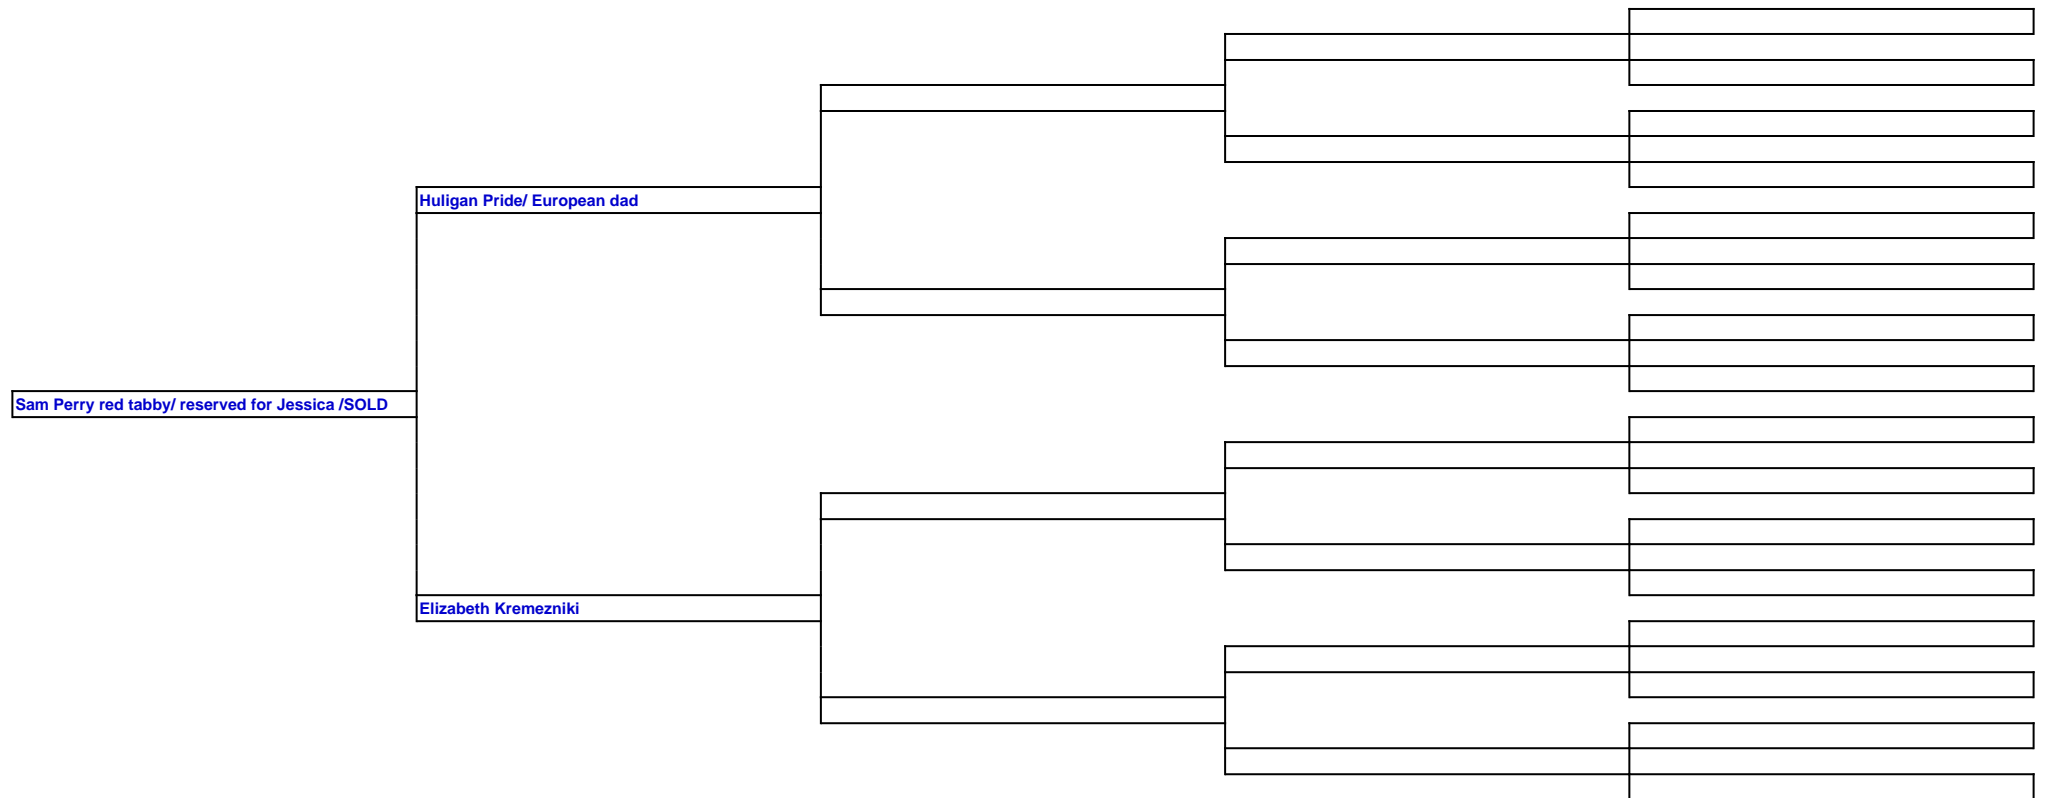 Huligan Pride/ European dad
Sam Perry red tabby/ reserved for Jessica /SOLD
Elizabeth Kremezniki